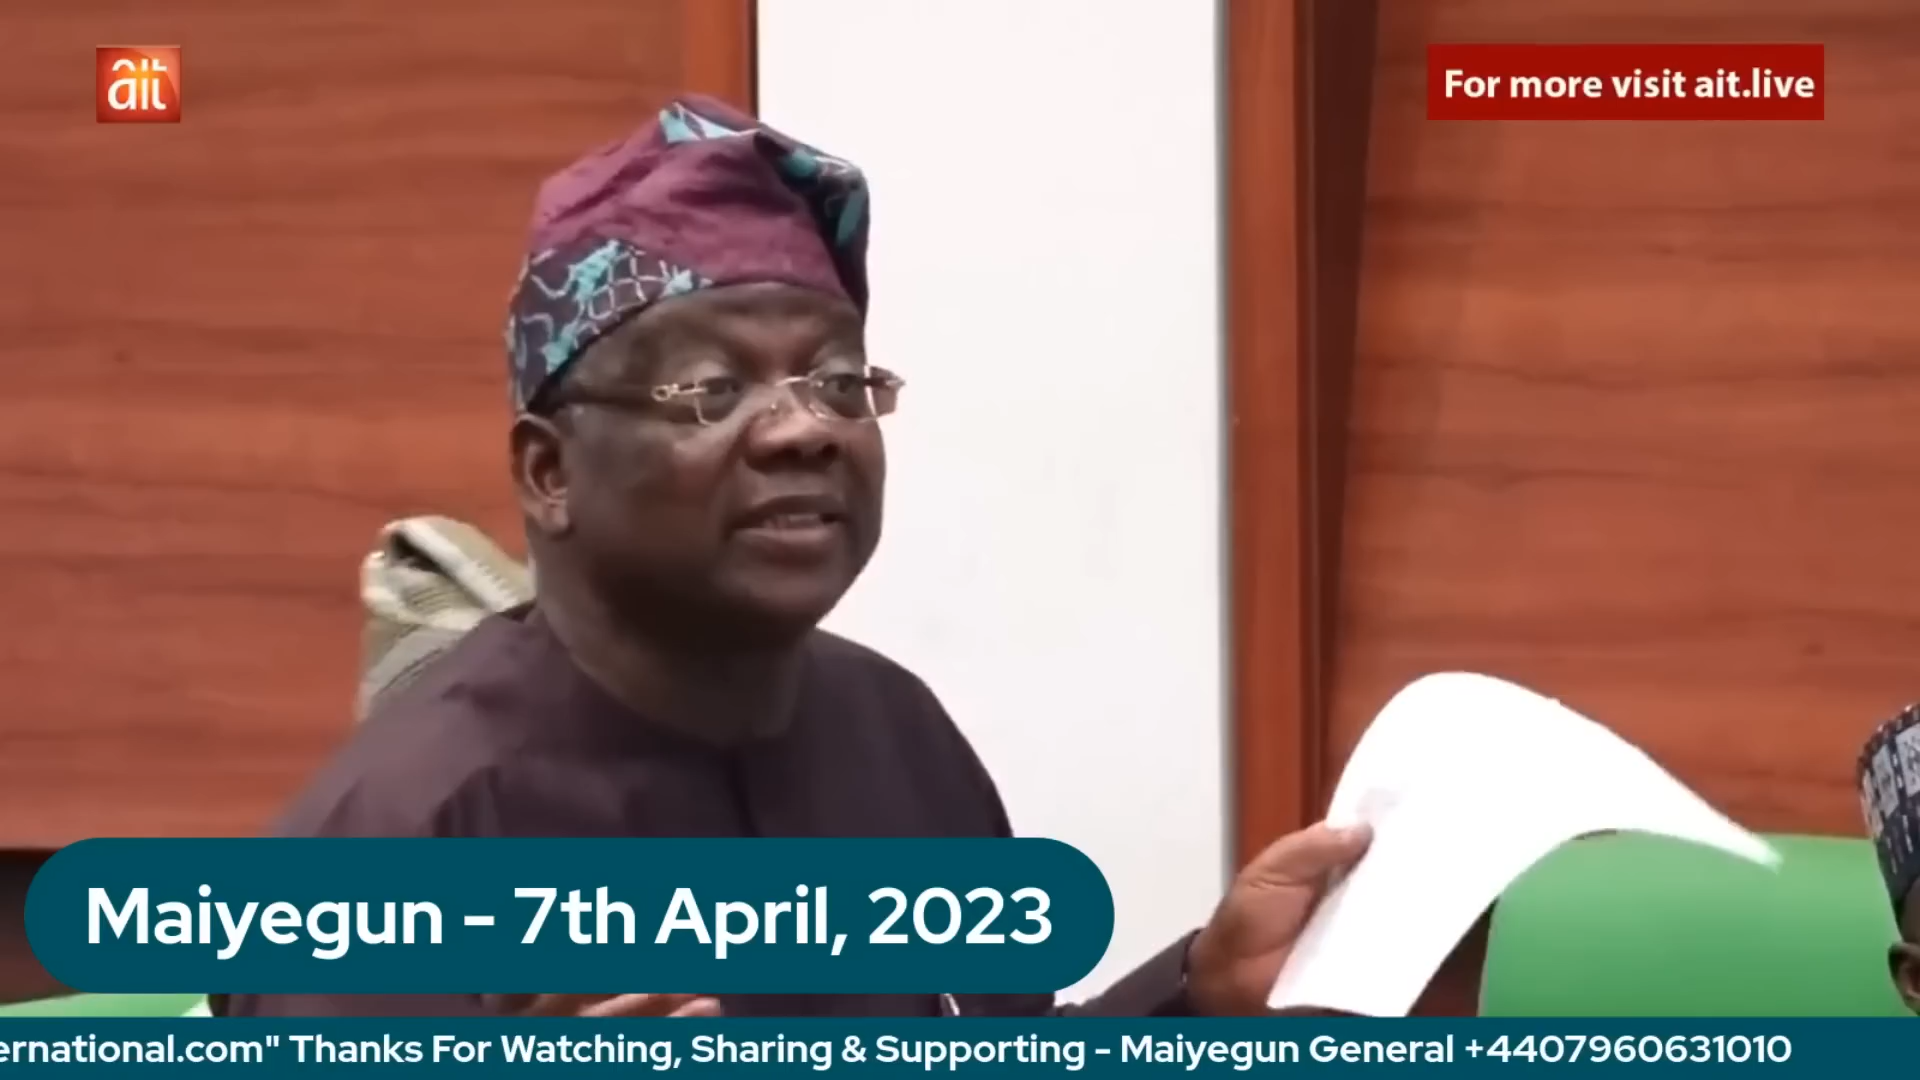 ait
For more visit ait.live
Maiyegun - 7th April, 2023
ernational.com" Thanks For Watching, Sharing & Supporting - Maiyegun General +4407960631010